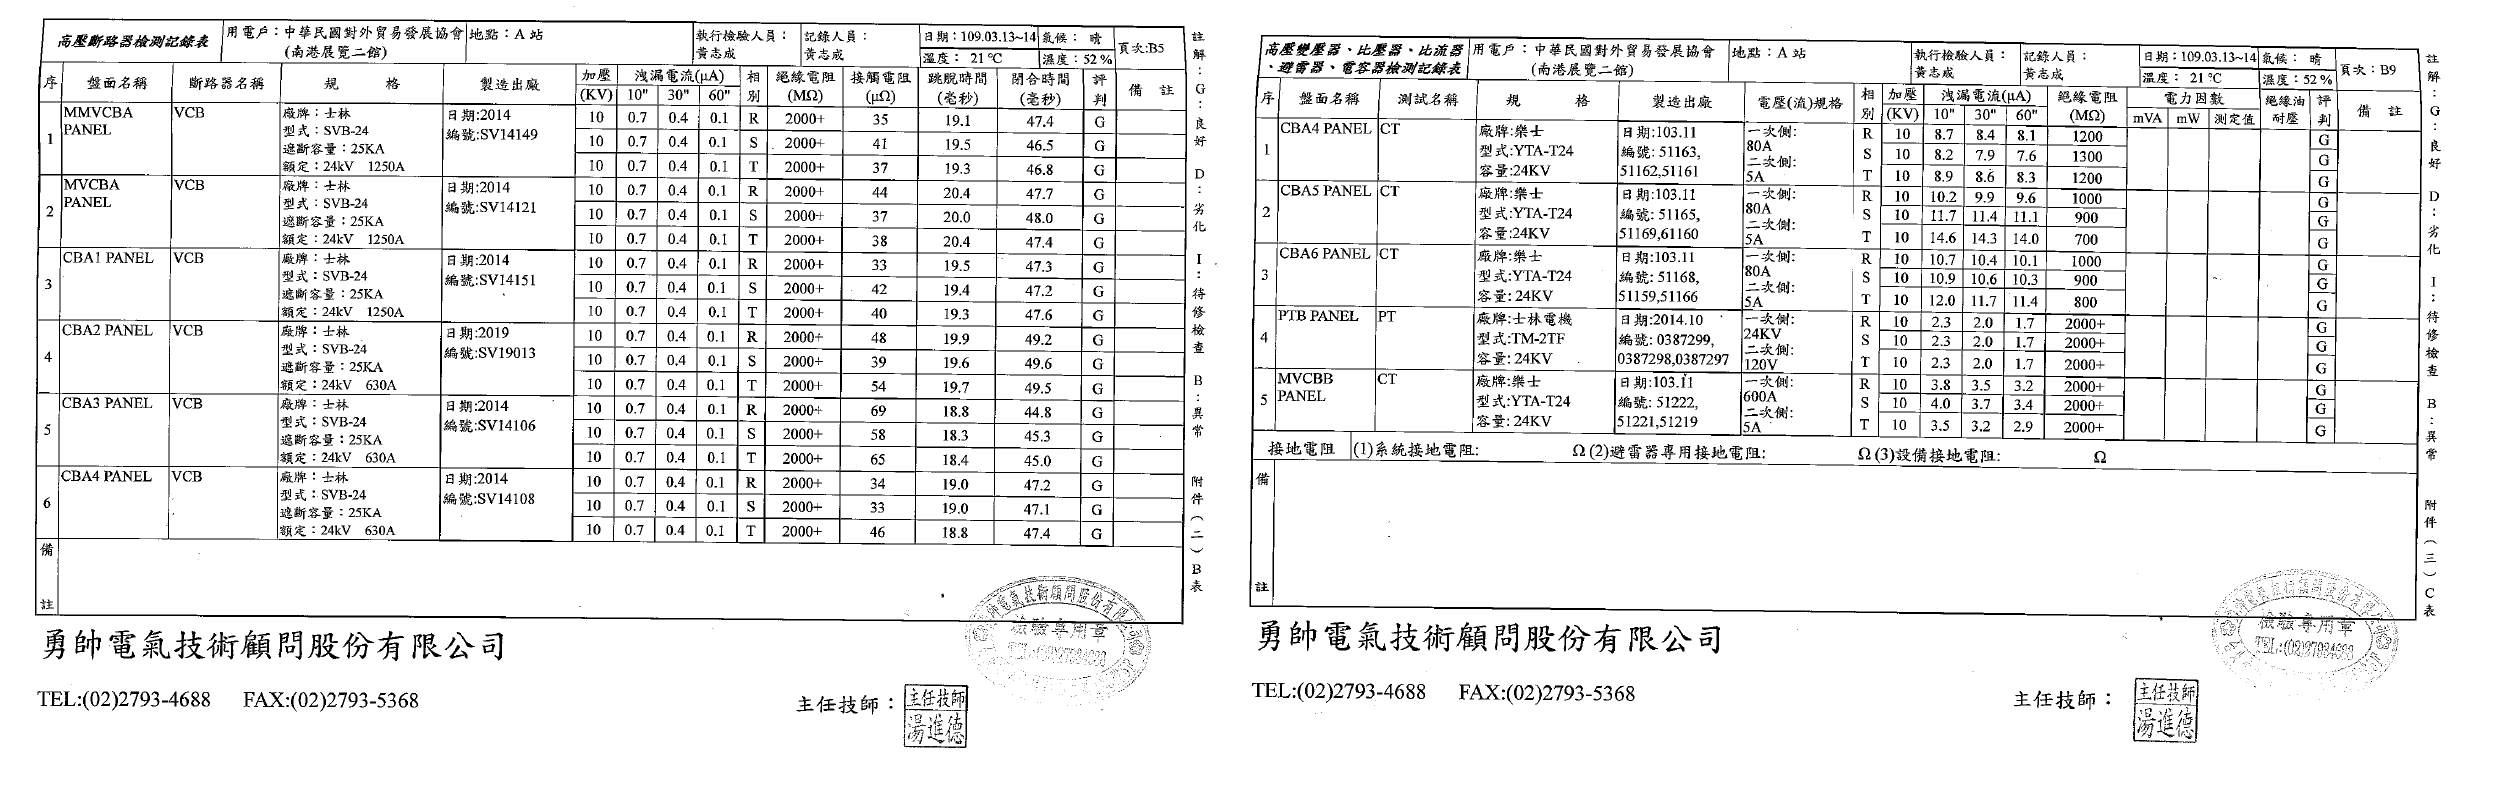 高壓斷路器檢測記錄表
用電戶：中華民國對外貿易發展協會 地點：A 站
(南港展覽二館)
執行檢驗人員：
黃志成
記錄人員：
黃志成
日期：109.03.13~14 氣候： 晴
溫度： 21℃ 濕度：52%
頁次:B5
序 盤面名稱 斷路器名稱 規 格 製造出廠 加壓(KV) 洩漏電流(μA) 10" 30" 60" 相別 絕緣電阻(MΩ) 接觸電阻(μΩ) 跳脫時間(毫秒) 閉合時間(毫秒) 評判 備 註
1 MMVCBA PANEL VCB
廠牌：士林
型式：SVB-24
遮斷容量：25KA
額定：24kV 1250A
日期:2014
編號:SV14149
10 0.7 0.4 0.1 R 2000+ 35 19.1 47.4 G
10 0.7 0.4 0.1 S 2000+ 41 19.5 46.5 G
10 0.7 0.4 0.1 T 2000+ 37 19.3 46.8 G
2 MVCBA PANEL VCB
廠牌：士林
型式：SVB-24
遮斷容量：25KA
額定：24kV 1250A
日期:2014
編號:SV14121
10 0.7 0.4 0.1 R 2000+ 44 20.4 47.7 G
10 0.7 0.4 0.1 S 2000+ 37 20.0 48.0 G
10 0.7 0.4 0.1 T 2000+ 38 20.4 47.4 G
3 CBA1 PANEL VCB
廠牌：士林
型式：SVB-24
遮斷容量：25KA
額定：24kV 1250A
日期:2014
編號:SV14151
10 0.7 0.4 0.1 R 2000+ 33 19.5 47.3 G
10 0.7 0.4 0.1 S 2000+ 42 19.4 47.2 G
10 0.7 0.4 0.1 T 2000+ 40 19.3 47.6 G
4 CBA2 PANEL VCB
廠牌：士林
型式：SVB-24
遮斷容量：25KA
額定：24kV 630A
日期:2019
編號:SV19013
10 0.7 0.4 0.1 R 2000+ 48 19.9 49.2 G
10 0.7 0.4 0.1 S 2000+ 39 19.6 49.6 G
10 0.7 0.4 0.1 T 2000+ 54 19.7 49.5 G
5 CBA3 PANEL VCB
廠牌：士林
型式：SVB-24
遮斷容量：25KA
額定：24kV 630A
日期:2014
編號:SV14106
10 0.7 0.4 0.1 R 2000+ 69 18.8 44.8 G
10 0.7 0.4 0.1 S 2000+ 58 18.3 45.3 G
10 0.7 0.4 0.1 T 2000+ 65 18.4 45.0 G
6 CBA4 PANEL VCB
廠牌：士林
型式：SVB-24
遮斷容量：25KA
額定：24kV 630A
日期:2014
編號:SV14108
10 0.7 0.4 0.1 R 2000+ 34 19.0 47.2 G
10 0.7 0.4 0.1 S 2000+ 33 19.0 47.1 G
10 0.7 0.4 0.1 T 2000+ 46 18.8 47.4 G
備註
註解：G：良好 D：劣化 I：待修檢查 B：異常 附件(二)B表
檢驗專用章
勇帥電氣技術顧問股份有限公司
TEL:(02)2793-4688 FAX:(02)2793-5368
主任技師：
主任技師
湯進德
高壓變壓器、比壓器、比流器
、避雷器、電容器檢測記錄表
用電戶：中華民國對外貿易發展協會 地點：A 站
(南港展覽二館)
執行檢驗人員：
黃志成
記錄人員：
黃志成
日期：109.03.13~14 氣候： 晴
溫度： 21℃ 濕度：52%
頁次：B9
序 盤面名稱 測試名稱 規 格 製造出廠 電壓(流)規格 相別 加壓(KV) 洩漏電流(μA) 10" 30" 60" 絕緣電阻(MΩ) 電力因數 mVA mW 測定值 絕緣油耐壓 評判 備 註
1 CBA4 PANEL CT
廠牌:樂士
型式:YTA-T24
容量:24KV
日期:103.11
編號: 51163,
51162,51161
一次側:
80A
二次側:
5A
R 10 8.7 8.4 8.1 1200 G
S 10 8.2 7.9 7.6 1300 G
T 10 8.9 8.6 8.3 1200 G
2 CBA5 PANEL CT
廠牌:樂士
型式:YTA-T24
容量:24KV
日期:103.11
編號: 51165,
51169,61160
一次側:
80A
二次側:
5A
R 10 10.2 9.9 9.6 1000 G
S 10 11.7 11.4 11.1 900 G
T 10 14.6 14.3 14.0 700 G
3 CBA6 PANEL CT
廠牌:樂士
型式:YTA-T24
容量:24KV
日期:103.11
編號: 51168,
51159,51166
一次側:
80A
二次側:
5A
R 10 10.7 10.4 10.1 1000 G
S 10 10.9 10.6 10.3 900 G
T 10 12.0 11.7 11.4 800 G
4 PTB PANEL PT
廠牌:士林電機
型式:TM-2TF
容量:24KV
日期:2014.10
編號: 0387299,
0387298,0387297
一次側:
24KV
二次側:
120V
R 10 2.3 2.0 1.7 2000+ G
S 10 2.3 2.0 1.7 2000+ G
T 10 2.3 2.0 1.7 2000+ G
5 MVCBB PANEL CT
廠牌:樂士
型式:YTA-T24
容量:24KV
日期:103.11
編號: 51222,
51221,51219
一次側:
600A
二次側:
5A
R 10 3.8 3.5 3.2 2000+ G
S 10 4.0 3.7 3.4 2000+ G
T 10 3.5 3.2 2.9 2000+ G
接地電阻 (1)系統接地電阻: Ω (2)避雷器專用接地電阻: Ω (3)設備接地電阻: Ω
備註
註解：G：良好 D：劣化 I：待修檢查 B：異常 附件(三)C表
檢驗專用章
勇帥電氣技術顧問股份有限公司
TEL:(02)2793-4688 FAX:(02)2793-5368
主任技師：
主任技師
湯進德